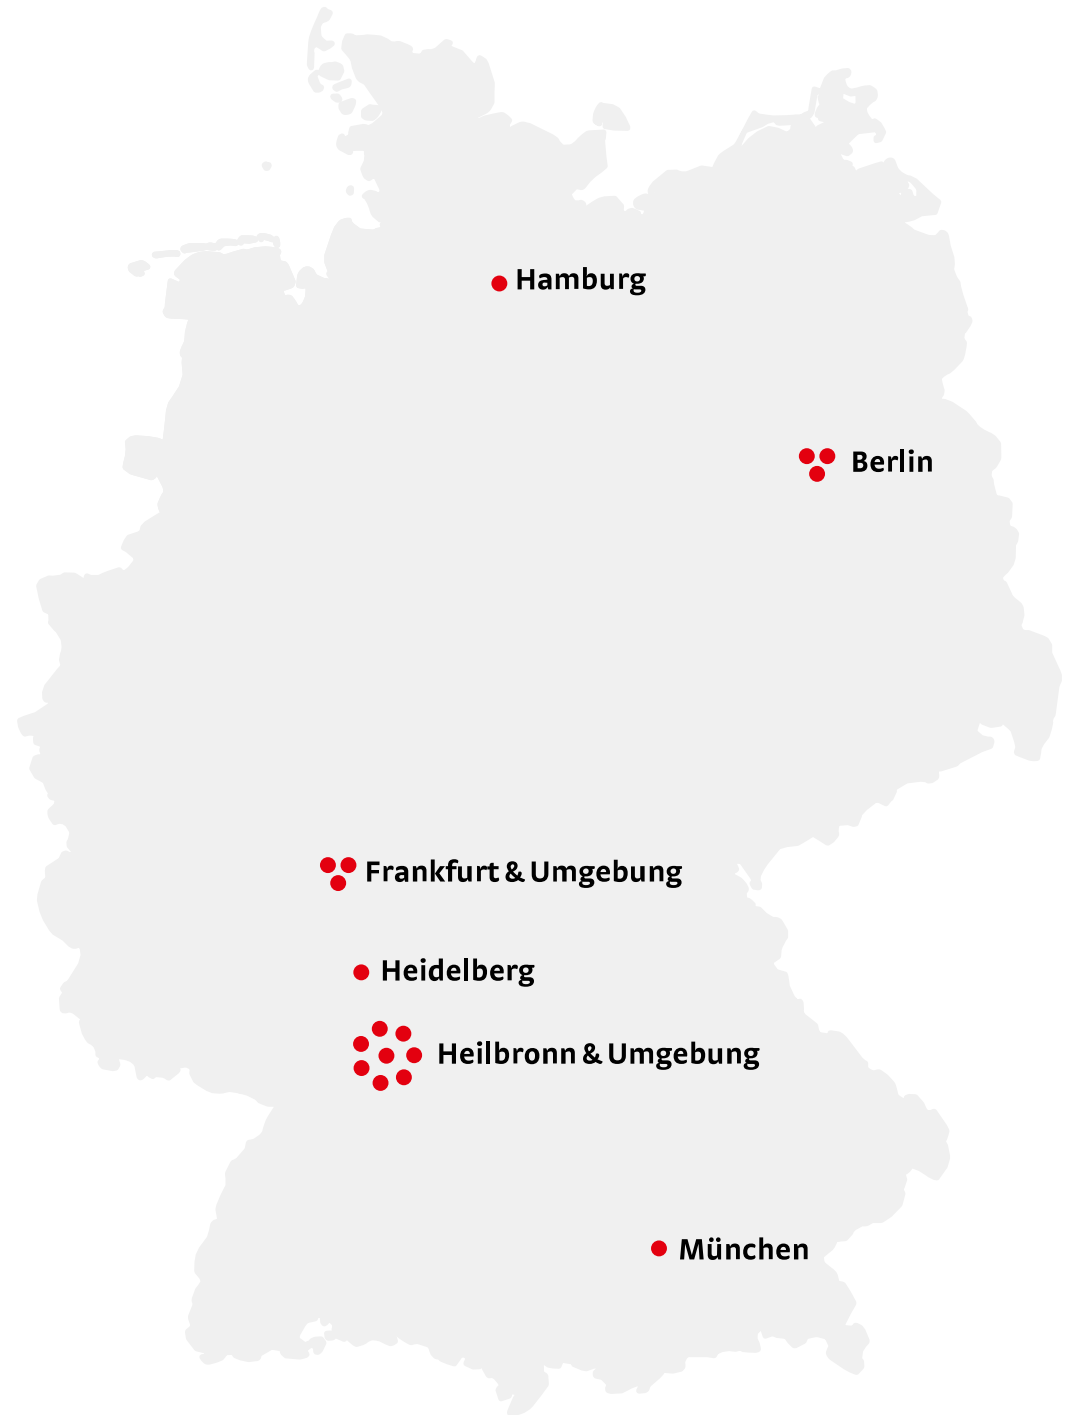 Hamburg
Berlin
Frankfurt & Umgebung
Heidelberg
Heilbronn & Umgebung
München